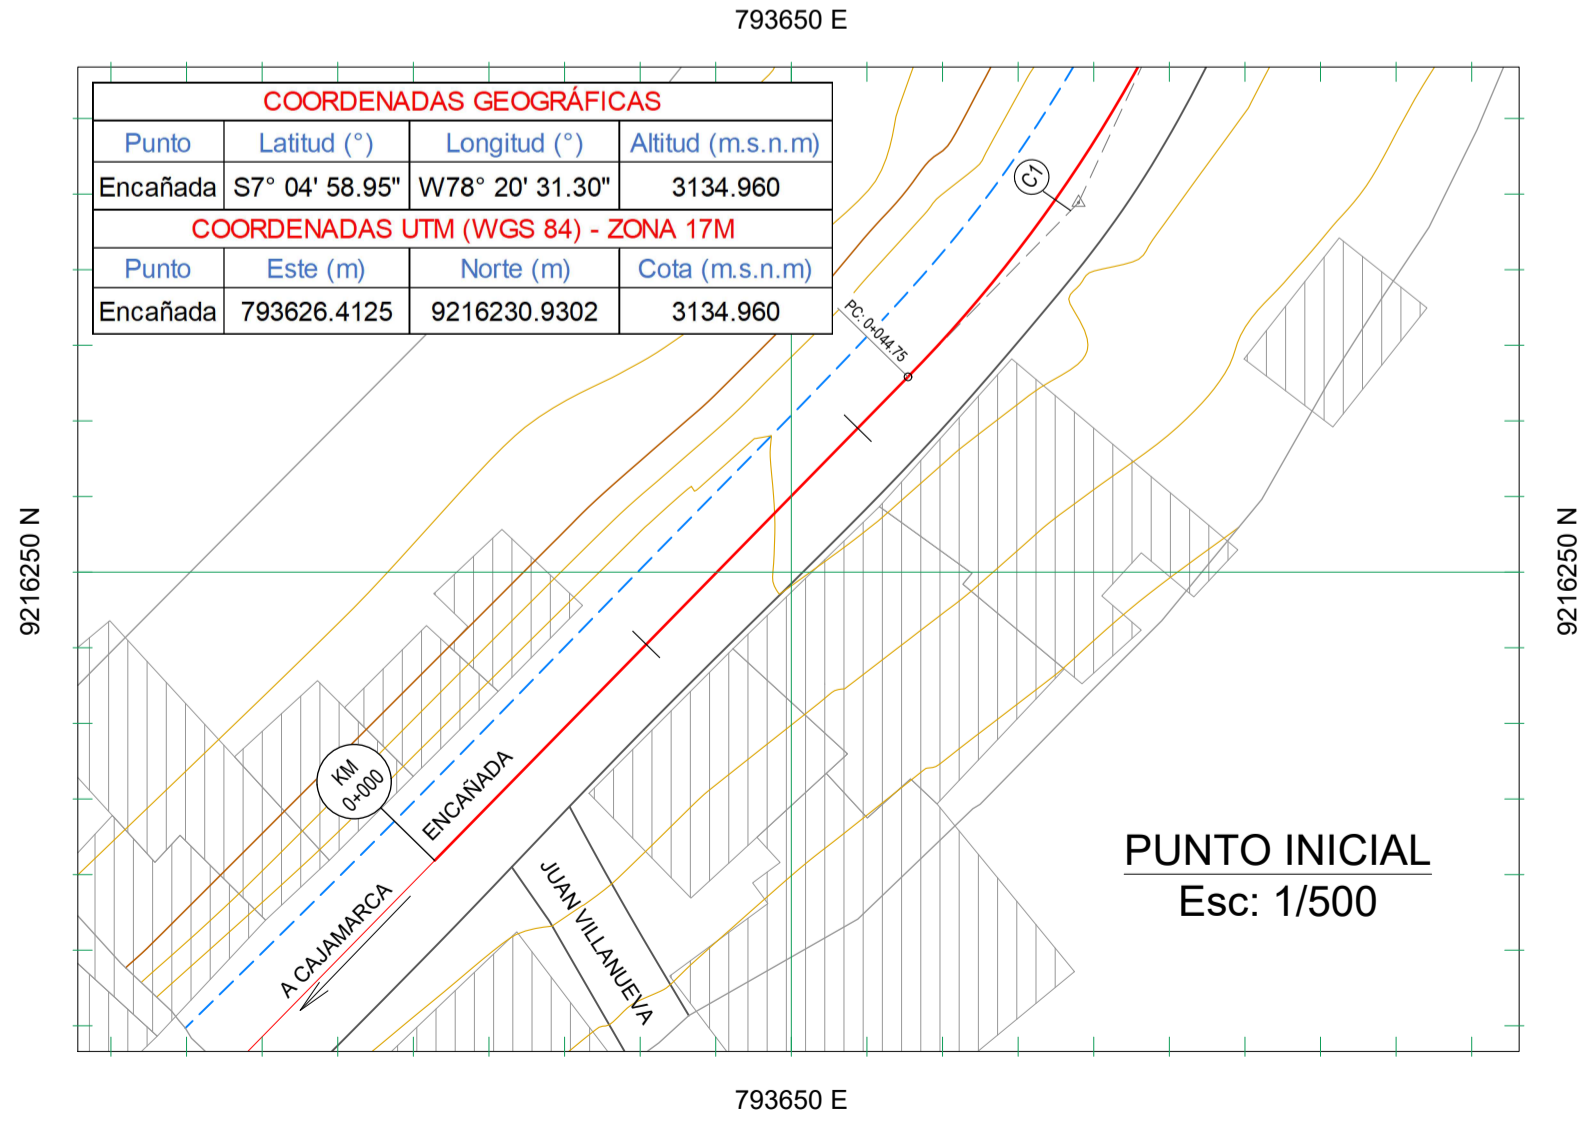 793650 E
COORDENADAS GEOGRÁFICAS
Punto Latitud (°) Longitud (°) Altitud (m.s.n.m)
Encañada S7° 04' 58.95" W78° 20' 31.30" 3134.960
COORDENADAS UTM (WGS 84) - ZONA 17M
Punto Este (m) Norte (m) Cota (m.s.n.m)
Encañada 793626.4125 9216230.9302 3134.960
C1
PC: 0+044.75
9216250 N
9216250 N
KM
0+000
ENCAÑADA
A CAJAMARCA
JUAN VILLANUEVA
PUNTO INICIAL
Esc: 1/500
793650 E